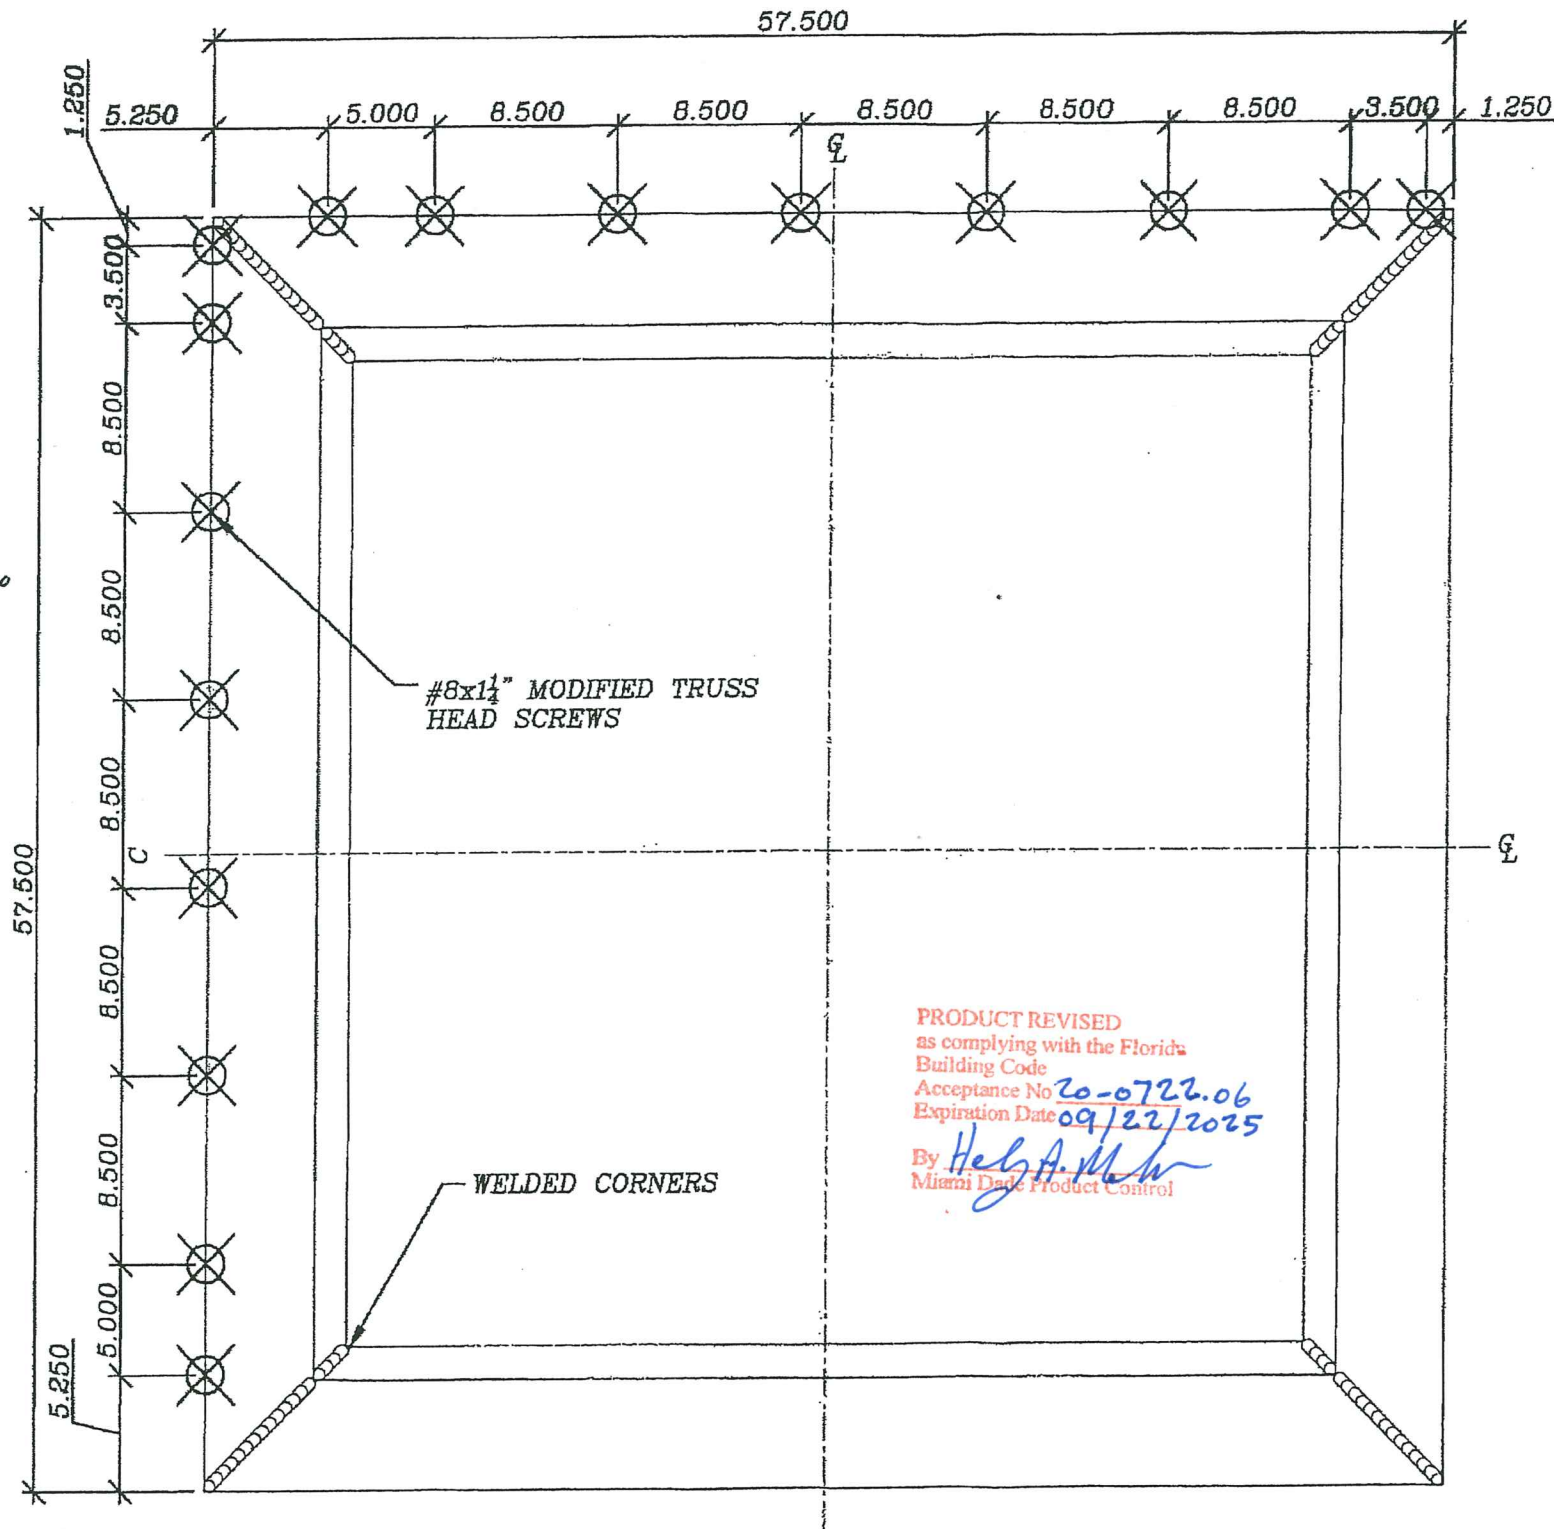 57.500
5.250 5.000 8.500 8.500 8.500 8.500 8.500 3.500 1.250
1.250
℄
3.500
8.500
8.500
8.500
8.500
8.500
5.000
5.250
57.500
#8x1¼" MODIFIED TRUSS
HEAD SCREWS
C
℄
WELDED CORNERS
PRODUCT REVISED
as complying with the Florida
Building Code
Acceptance No 20-0722.06
Expiration Date 09/22/2025
By
Miami Dade Product Control